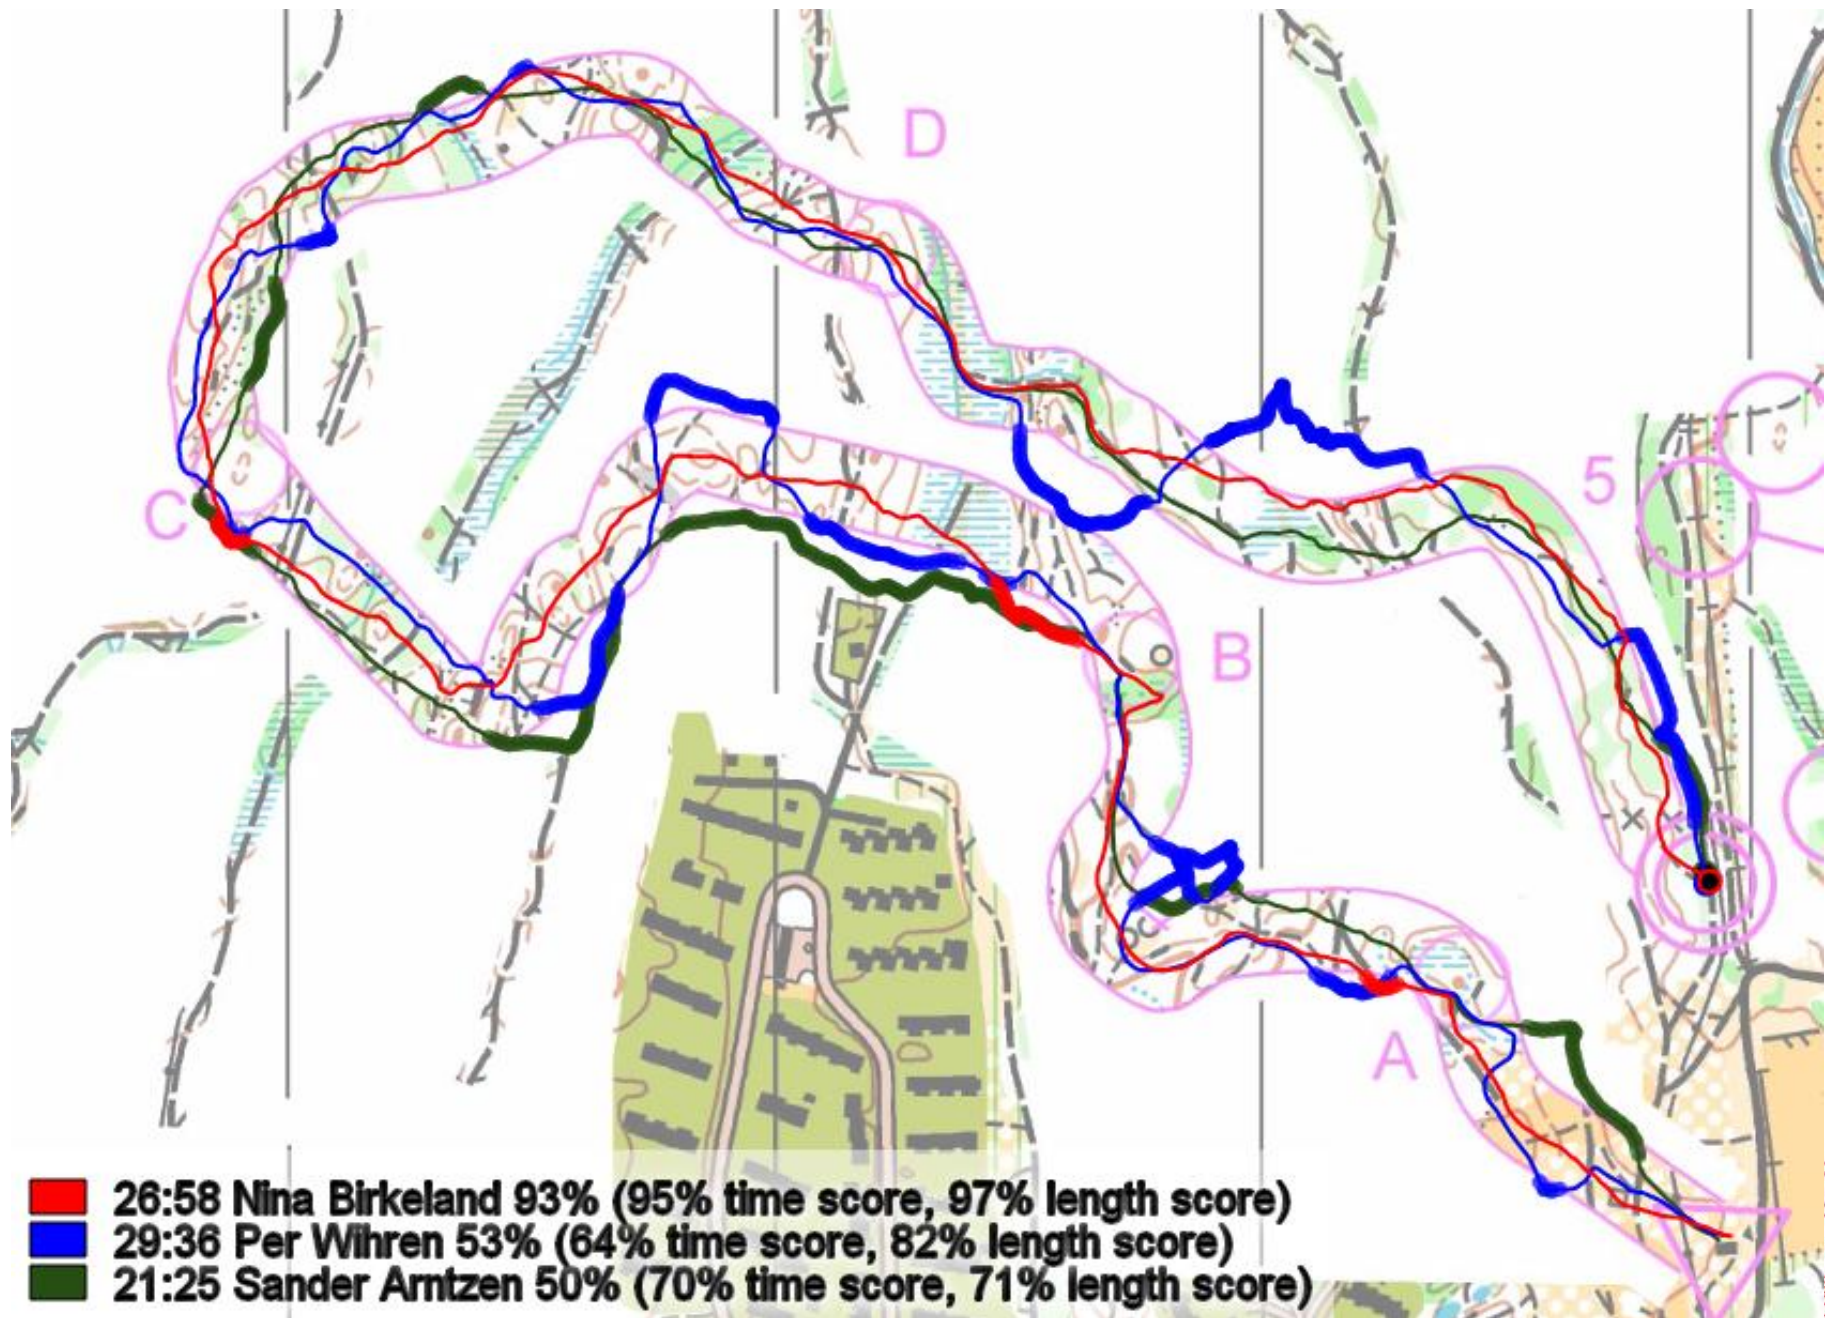 D
5
C
B
A
26:58 Nina Birkeland 93% (95% time score, 97% length score)
29:36 Per Wihren 53% (64% time score, 82% length score)
21:25 Sander Arntzen 50% (70% time score, 71% length score)